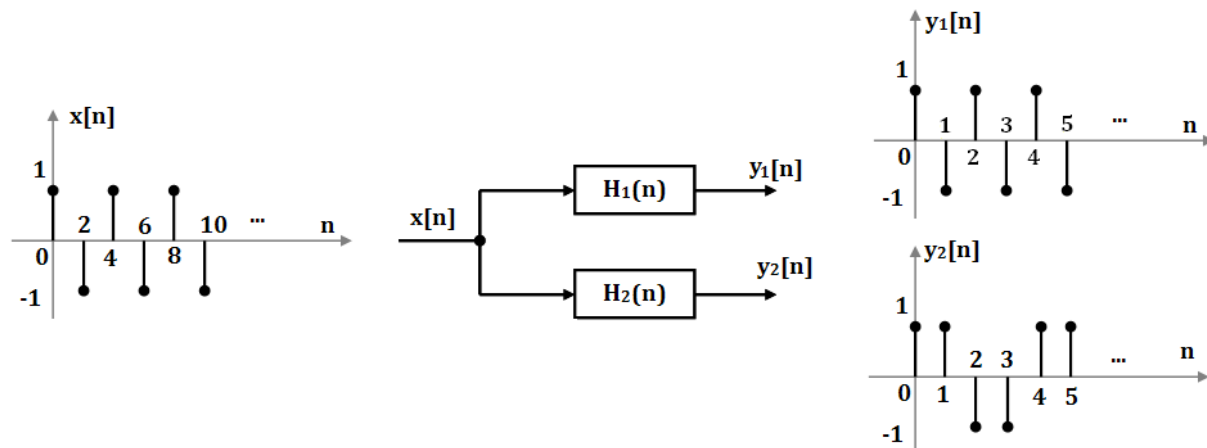 x[n]
1
2 6 10 ...
n
0 4 8
-1
x[n]
H1(n)
y1[n]
H2(n)
y2[n]
y1[n]
1
1 3 5 ...
n
0 2 4
-1
y2[n]
1
2 3 ...
n
0 1 4 5
-1